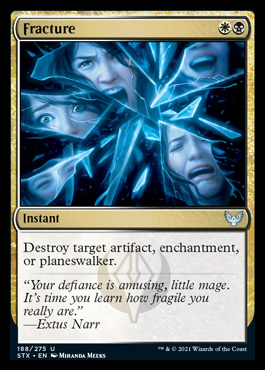 Fracture
Instant
Destroy target artifact, enchantment,
or planeswalker.
“Your defiance is amusing, little mage.
It’s time you learn how fragile you
really are.”
—Extus Narr
188/275 U
STX • EN Miranda Meeks
™ & © 2021 Wizards of the Coast